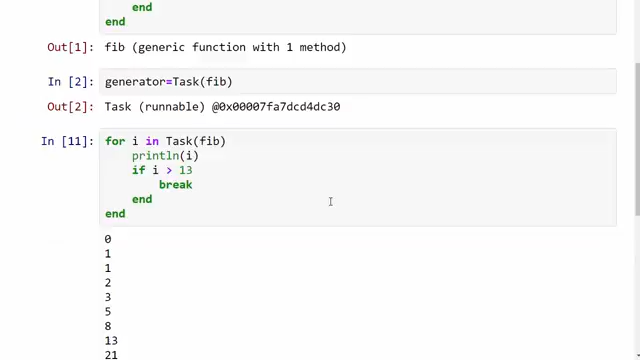 end
end
Out[1]: fib (generic function with 1 method)
In [2]: generator=Task(fib)
Out[2]: Task (runnable) @0x00007fa7dcd4dc30
In [11]: for i in Task(fib)
println(i)
if i > 13
break
end
end
0
1
1
2
3
5
8
13
21